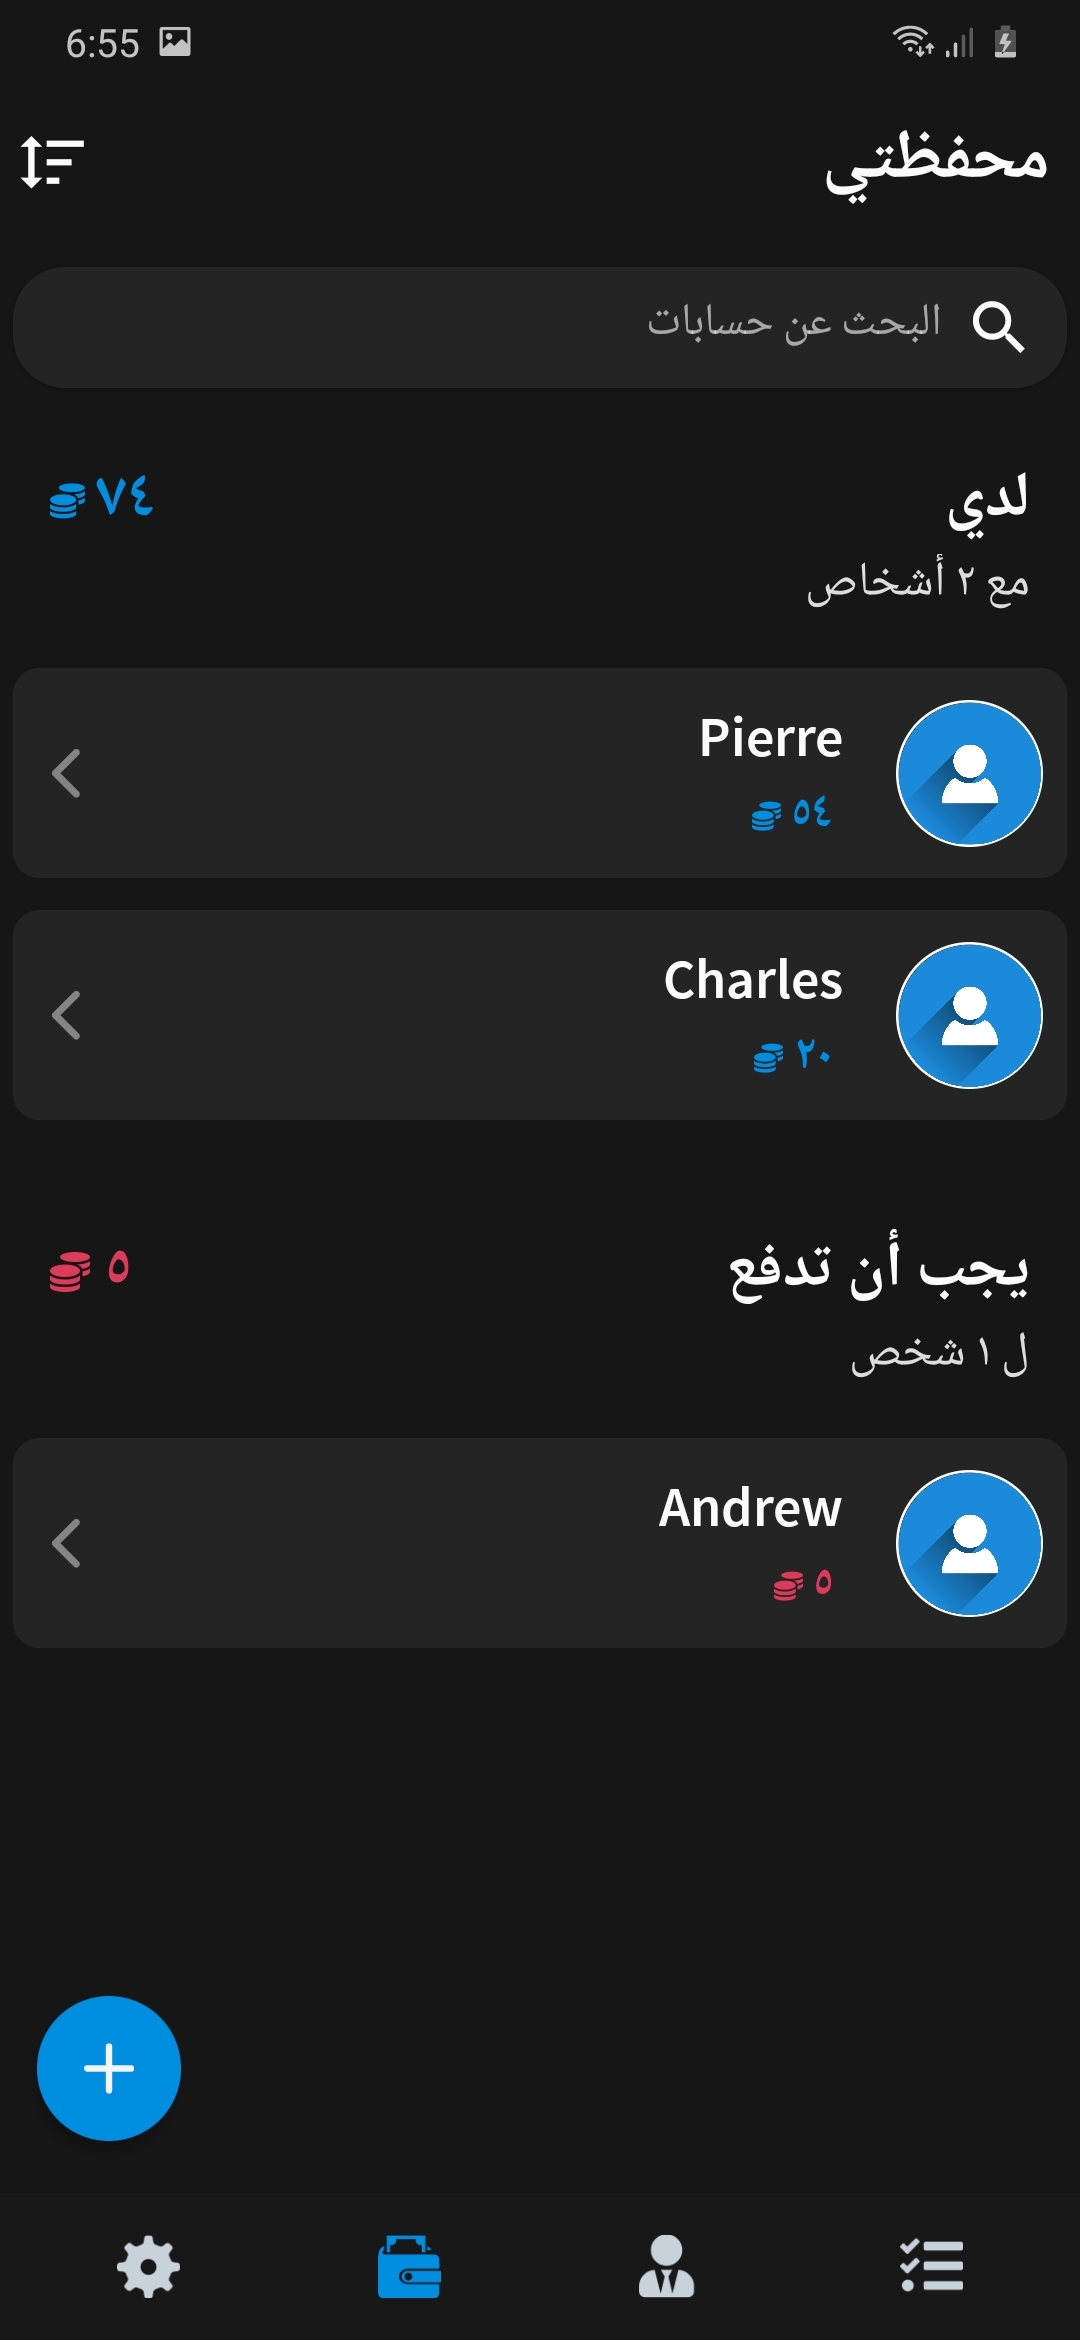 6:55
محفظتي
البحث عن حسابات
لدي
٧٤
مع ٢ أشخاص
Pierre
٥٤
Charles
٢٠
يجب أن تدفع
٥
ل ١ شخص
Andrew
٥